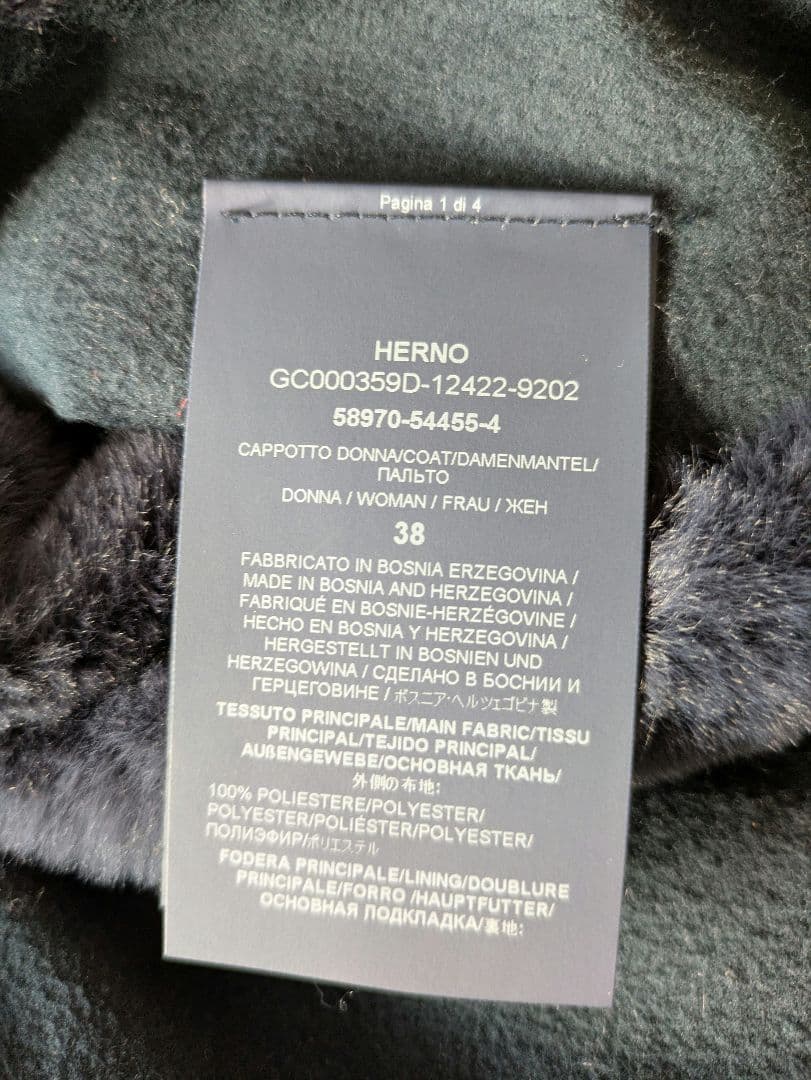 Pagina 1 di 4
HERNO
GC000359D-12422-9202
58970-54455-4
CAPPOTTO DONNA/COAT/DAMENMANTEL/
ПАЛЬТО
DONNA / WOMAN / FRAU / ЖЕН
38
FABBRICATO IN BOSNIA ERZEGOVINA /
MADE IN BOSNIA AND HERZEGOVINA /
FABRIQUÉ EN BOSNIE-HERZÉGOVINE /
HECHO EN BOSNIA Y HERZEGOVINA /
HERGESTELLT IN BOSNIEN UND
HERZEGOWINA / СДЕЛАНО В БОСНИИ И
ГЕРЦЕГОВИНЕ / ボスニア・ヘルツェゴビナ製
TESSUTO PRINCIPALE/MAIN FABRIC/TISSU
PRINCIPAL/TEJIDO PRINCIPAL/
AUßENGEWEBE/ОСНОВНАЯ ТКАНЬ/
外側の布地:
100% POLIESTERE/POLYESTER/
POLYESTER/POLIÉSTER/POLYESTER/
ПОЛИЭФИР/ポリエステル
FODERA PRINCIPALE/LINING/DOUBLURE
PRINCIPALE/FORRO /HAUPTFUTTER/
ОСНОВНАЯ ПОДКЛАДКА/裏地: